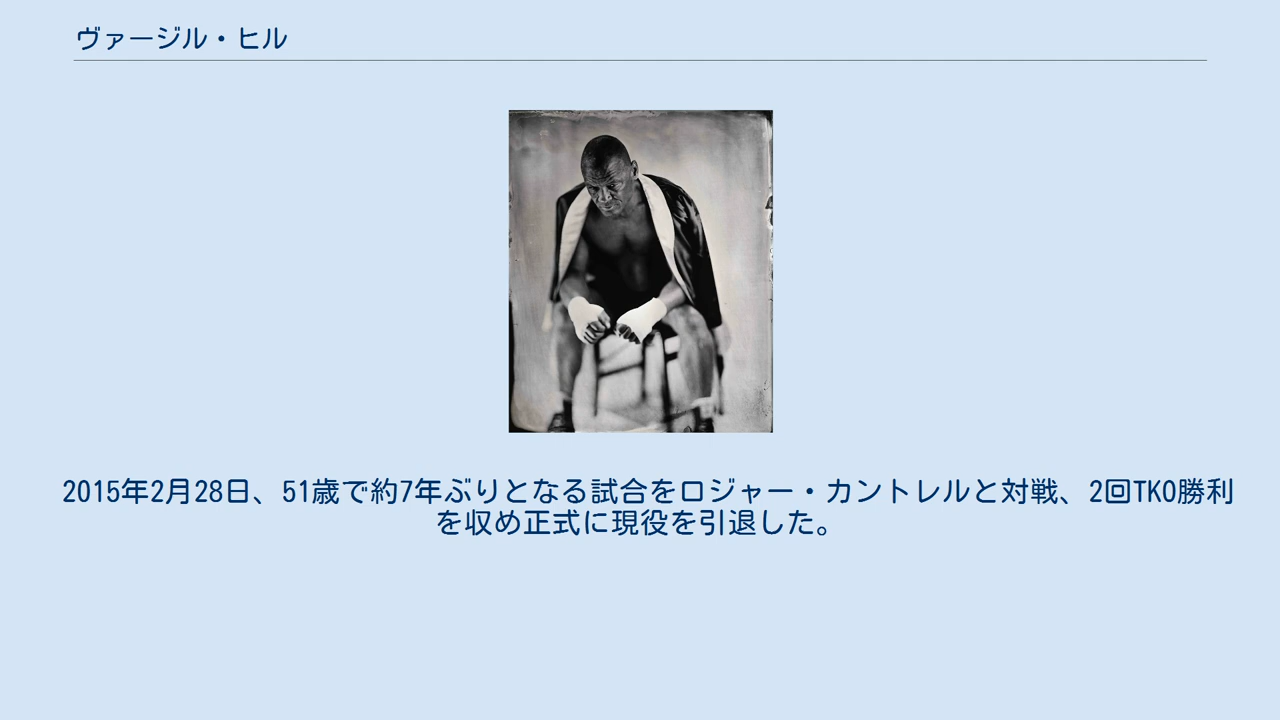 ヴァージル・ヒル
2015年2月28日、51歳で約7年ぶりとなる試合をロジャー・カントレルと対戦、2回TKO勝利
を収め正式に現役を引退した。